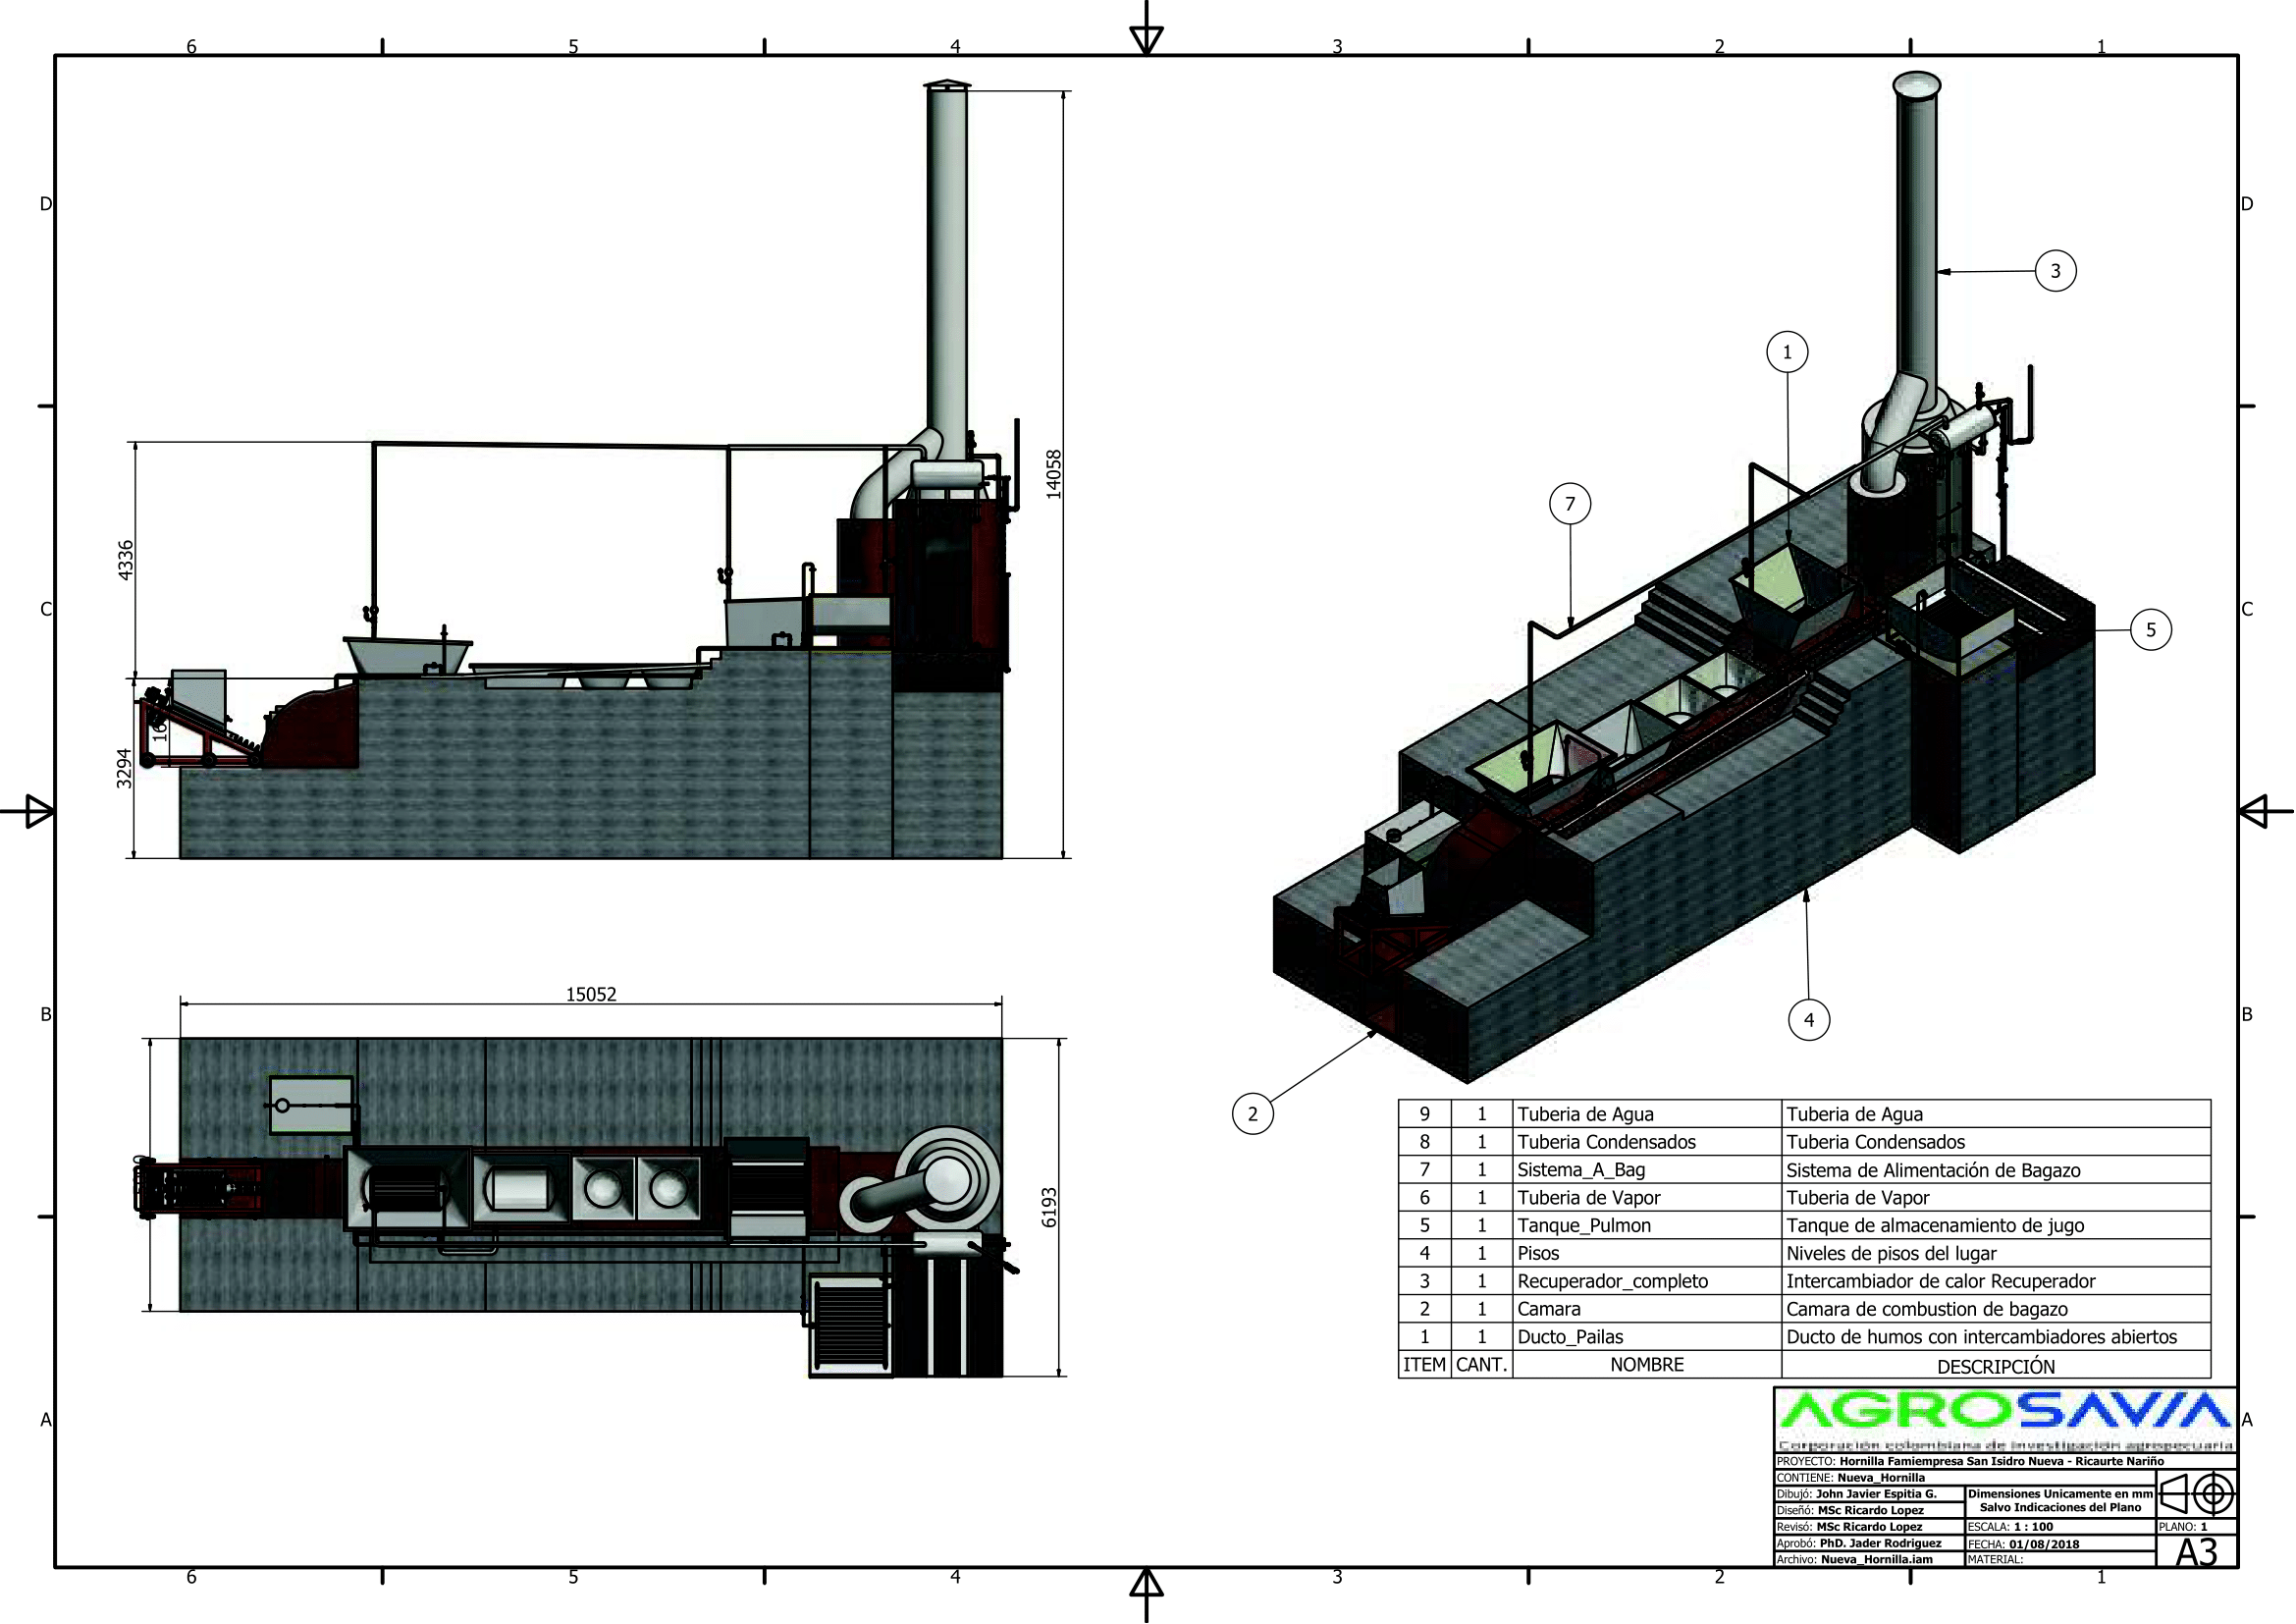 6 5 4 3 2 1
D D
C C
B B
A A
6 5 4 3 2 1
14058
4336
3294
16
15052
6193
3
1
7
5
4
2
9 1 Tuberia de Agua Tuberia de Agua
8 1 Tuberia Condensados Tuberia Condensados
7 1 Sistema_A_Bag Sistema de Alimentación de Bagazo
6 1 Tuberia de Vapor Tuberia de Vapor
5 1 Tanque_Pulmon Tanque de almacenamiento de jugo
4 1 Pisos Niveles de pisos del lugar
3 1 Recuperador_completo Intercambiador de calor Recuperador
2 1 Camara Camara de combustion de bagazo
1 1 Ducto_Pailas Ducto de humos con intercambiadores abiertos
ITEM CANT. NOMBRE DESCRIPCIÓN
AGROSAVIA
Corporación colombiana de investigación agropecuaria
PROYECTO: Hornilla Famiempresa San Isidro Nueva - Ricaurte Nariño
CONTIENE: Nueva_Hornilla
Dibujó: John Javier Espitia G.
Dimensiones Unicamente en mm
Diseñó: MSc Ricardo Lopez
Salvo Indicaciones del Plano
Revisó: MSc Ricardo Lopez
ESCALA: 1 : 100
PLANO: 1
Aprobó: PhD. Jader Rodriguez
FECHA: 01/08/2018
A3
Archivo: Nueva_Hornilla.iam
MATERIAL: